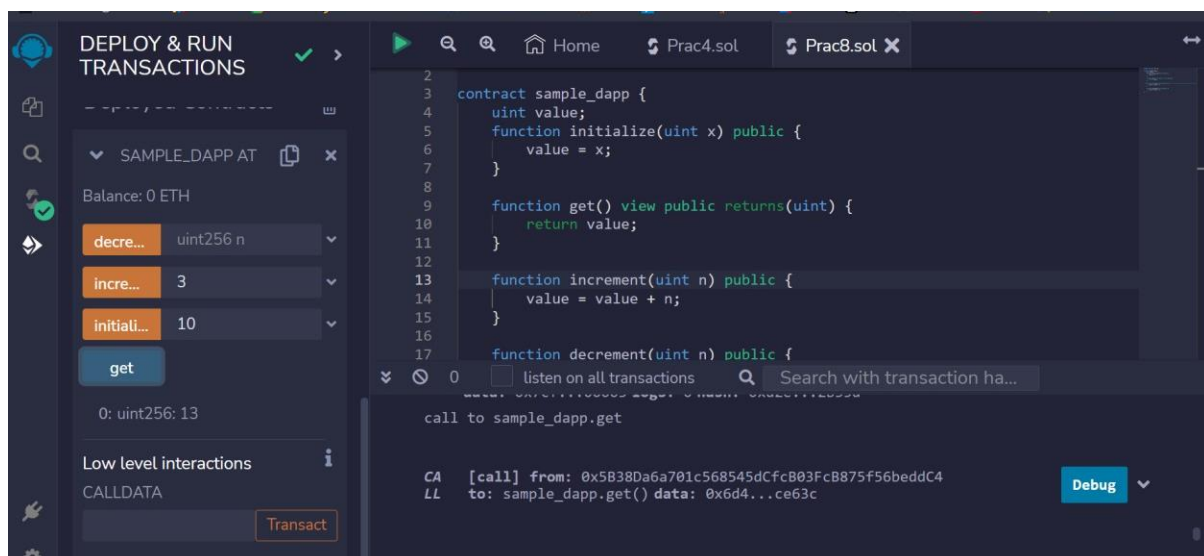 DEPLOY & RUN
TRANSACTIONS
SAMPLE_DAPP AT
Balance: 0 ETH
decre... uint256 n
incre... 3
initiali... 10
get
0: uint256: 13
Low level interactions
CALLDATA
Transact
Home Prac4.sol Prac8.sol
2
3 contract sample_dapp {
4 uint value;
5 function initialize(uint x) public {
6 value = x;
7 }
8
9 function get() view public returns(uint) {
10 return value;
11 }
12
13 function increment(uint n) public {
14 value = value + n;
15 }
16
17 function decrement(uint n) public {
0 listen on all transactions Search with transaction ha...
call to sample_dapp.get
CA [call] from: 0x5B38Da6a701c568545dCfcB03FcB875f56beddC4
LL to: sample_dapp.get() data: 0x6d4...ce63c
Debug